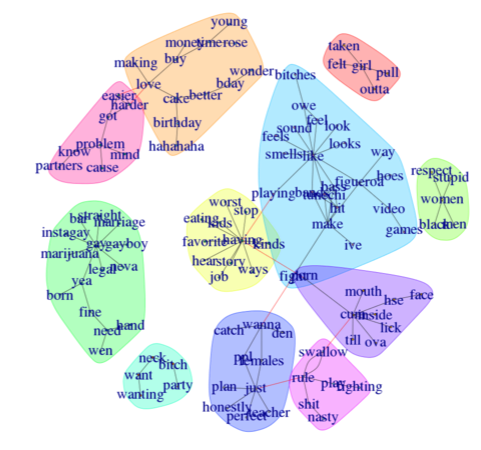 young
money timerose
making buy
taken
felt girl pull
outta
wonder
bitches
love
bday
cake better
easier
harder
got
birthday
hahahaha
owe
feel
sound look
feels
looks
smells like
problem
know mind
partners cause
way
hoes
figueroa
playing
bass
hit
video
make
games
ive
respect
stupid
women
black men
worst
stop
eating kids
favorite having kinds
hearstory
ways
job
straight
bar marriage
instagay
gaygayboy
marijuana
legal nova
yea
born
fine
need hand
wen
fight
porn
mouth
hse face
cum inside
lick
till ova
catch wanna
den
ppl
females
plan just
honestly
teacher
perfect
swallow
rule play fighting
shit
nasty
neck
bitch
want
party
wanting